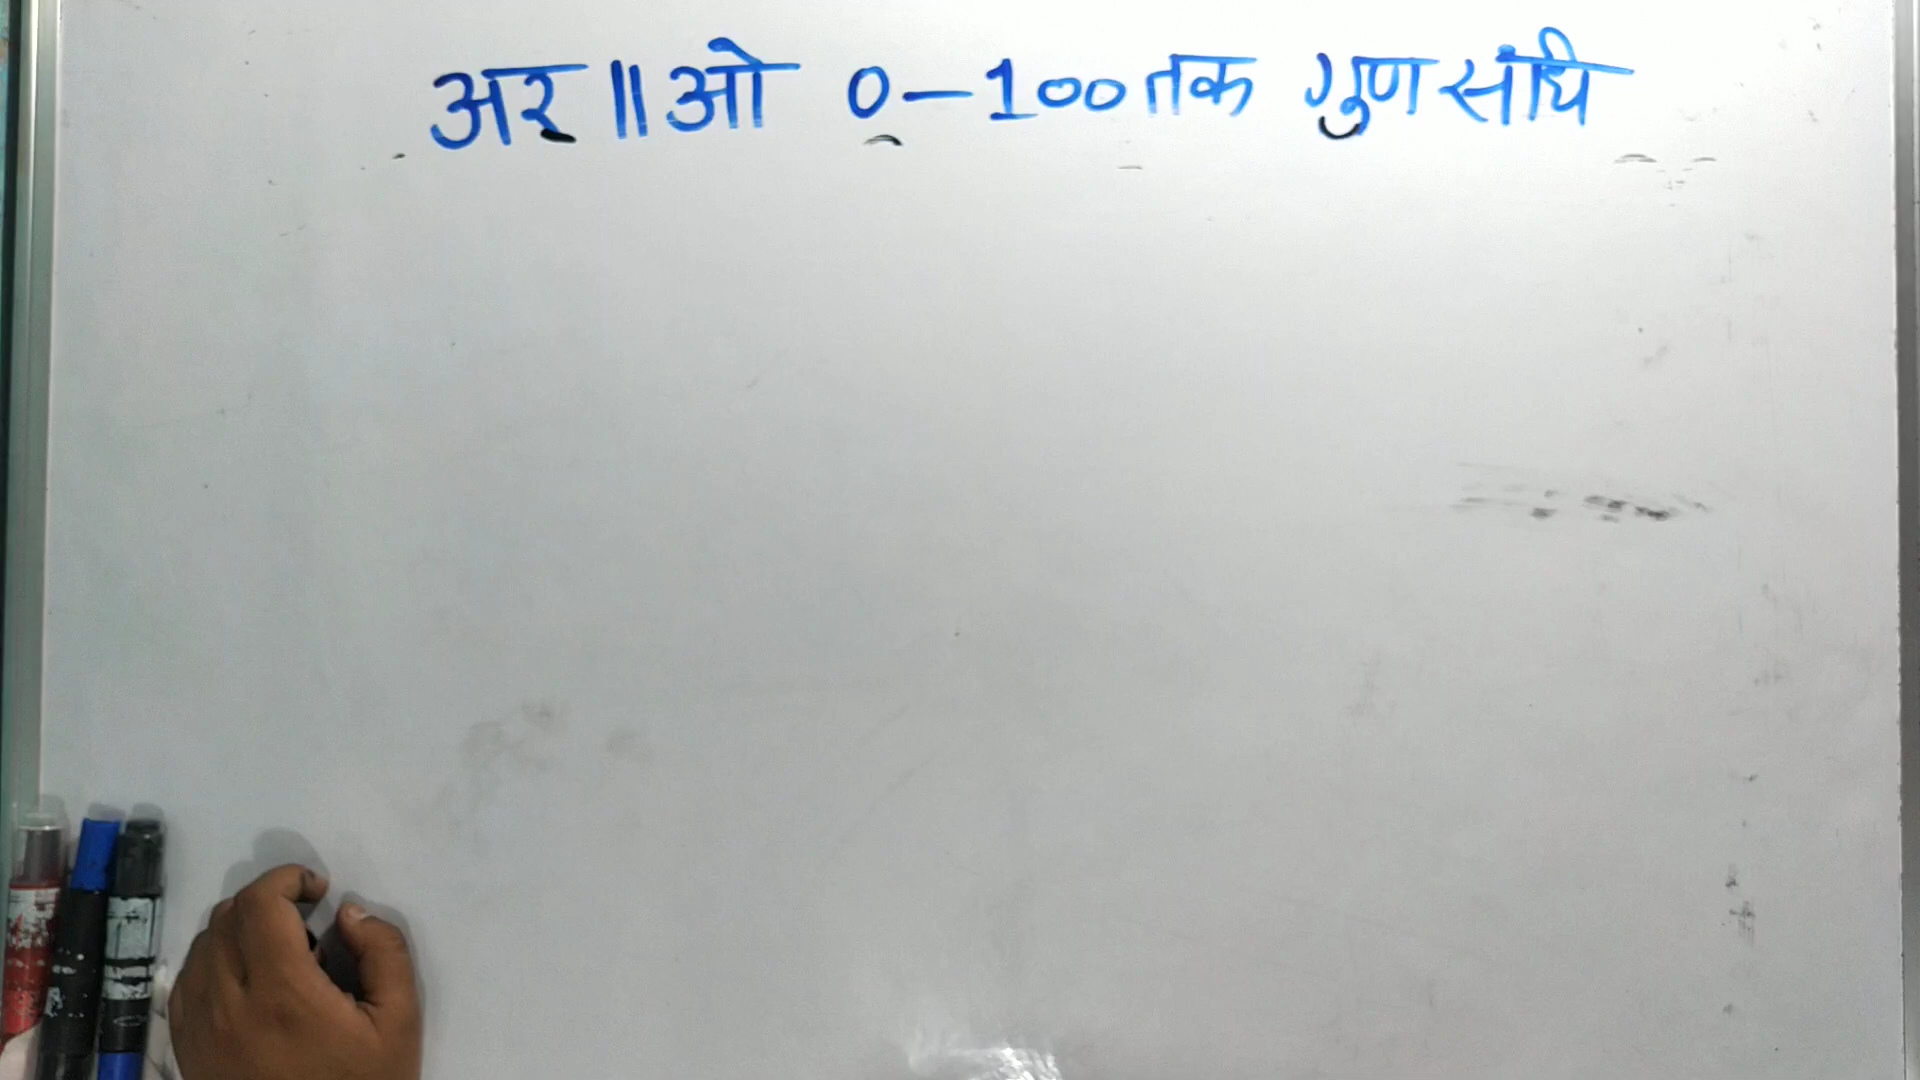 अर् ॥ ओ 0-100 तक गुण संधि